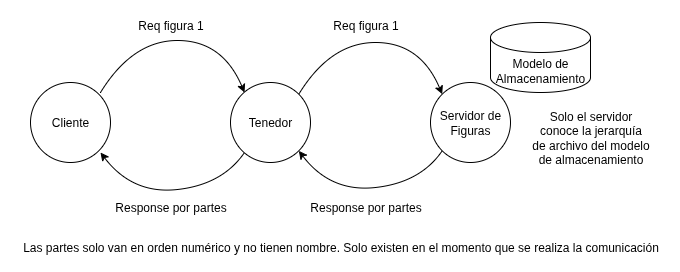 Req figura 1
Req figura 1
Modelo de
Almacenamiento
Cliente
Tenedor
Servidor de
Figuras
Solo el servidor
conoce la jerarquía
de archivo del modelo
de almacenamiento
Response por partes
Response por partes
Las partes solo van en orden numérico y no tienen nombre. Solo existen en el momento que se realiza la comunicación